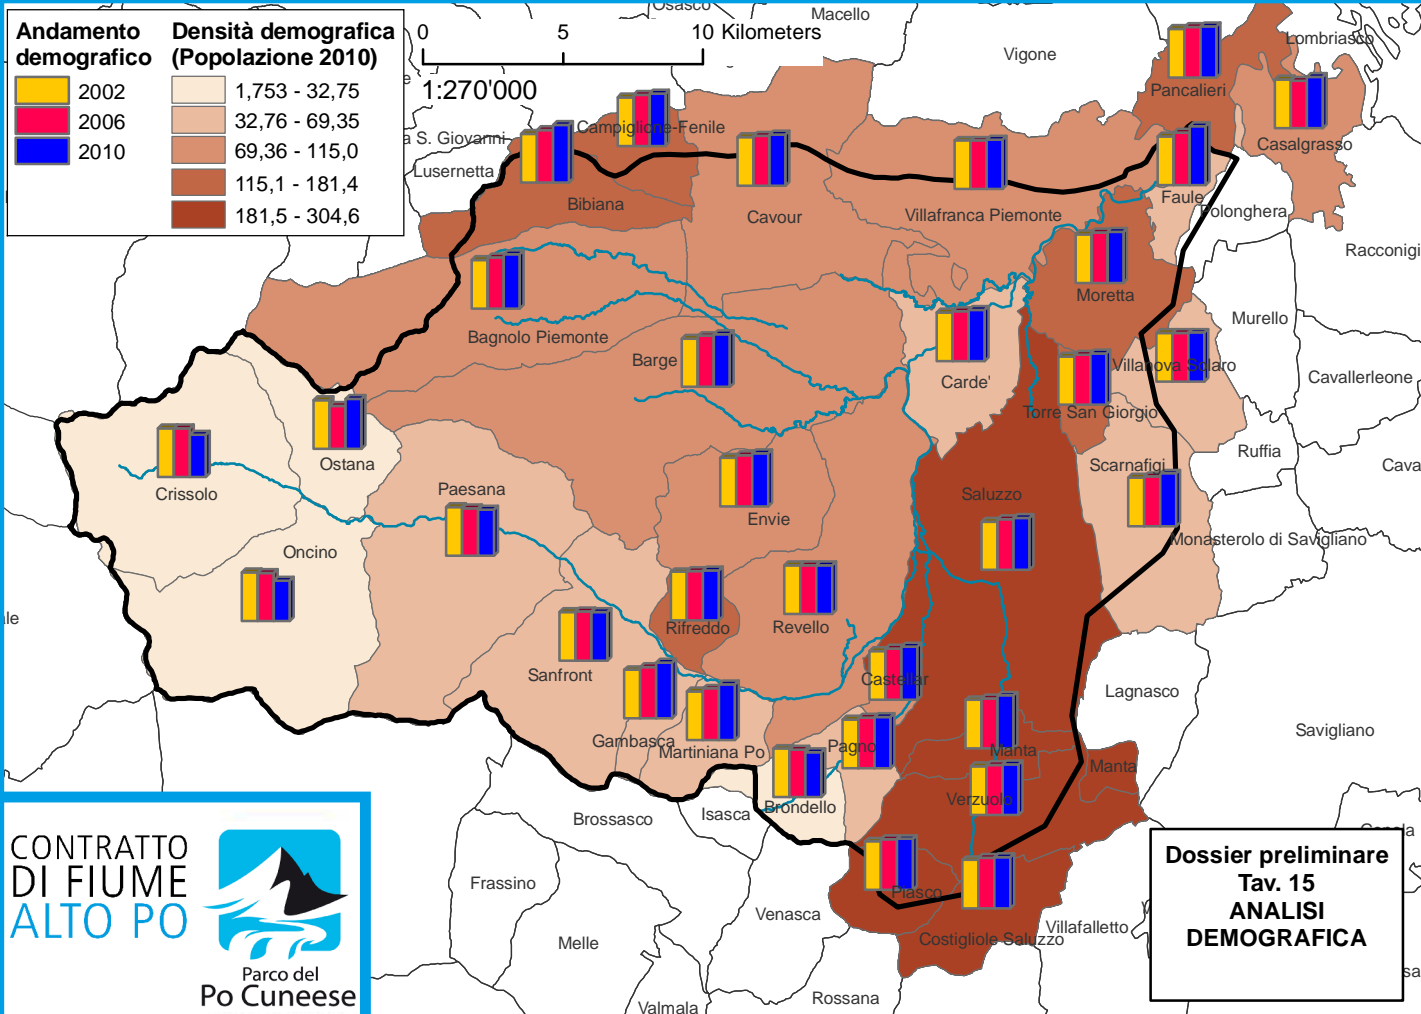 Andamento
demografico
2002
2006
2010
Densità demografica
(Popolazione 2010)
1,753 - 32,75
32,76 - 69,35
69,36 - 115,0
115,1 - 181,4
181,5 - 304,6
0 5 10 Kilometers
1:270'000
Osasco
Macello
Vigone
Lombriasco
Pancalieri
Casalgrasso
S. Giovanni
Campiglione-Fenile
Lusernetta
Bibiana
Cavour
Villafranca Piemonte
Faule
Polonghera
Racconigi
Moretta
Murello
Bagnolo Piemonte
Barge
Carde'
Villanova Solaro
Cavallerleone
Torre San Giorgio
Ostana
Crissolo
Paesana
Scarnafigi
Ruffia
Cava
Saluzzo
Envie
Oncino
Monasterolo di Savigliano
ale
Rifreddo
Revello
Sanfront
Castellar
Lagnasco
Savigliano
Gambasca
Martiniana Po
Pagno
Manta
Manta
Brondello
Verzuolo
Isasca
Brossasco
Frassino
Piasco
Venasca
Villafalletto
Costigliole Saluzzo
Melle
Rossana
Valmala
CONTRATTO
DI FIUME
ALTO PO
Parco del
Po Cuneese
Dossier preliminare
Tav. 15
ANALISI
DEMOGRAFICA